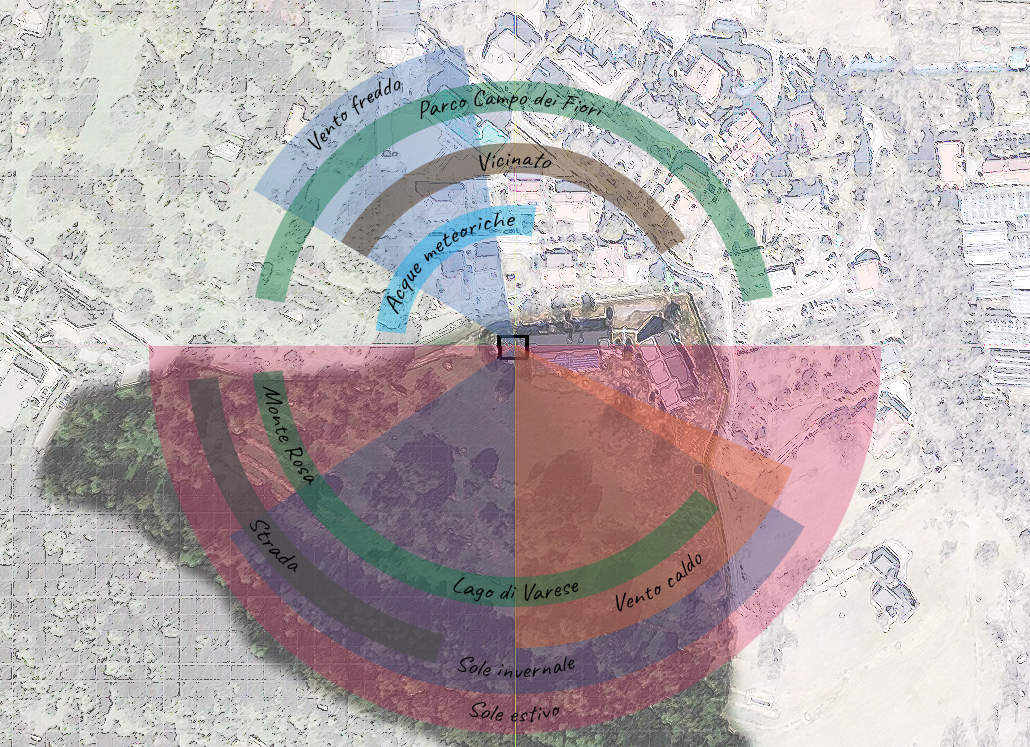 Vento freddo
Parco Campo dei Fiori
Vicinato
Acque meteoriche
Monte Rosa
Strada
Lago di Varese
Vento caldo
Sole invernale
Sole estivo